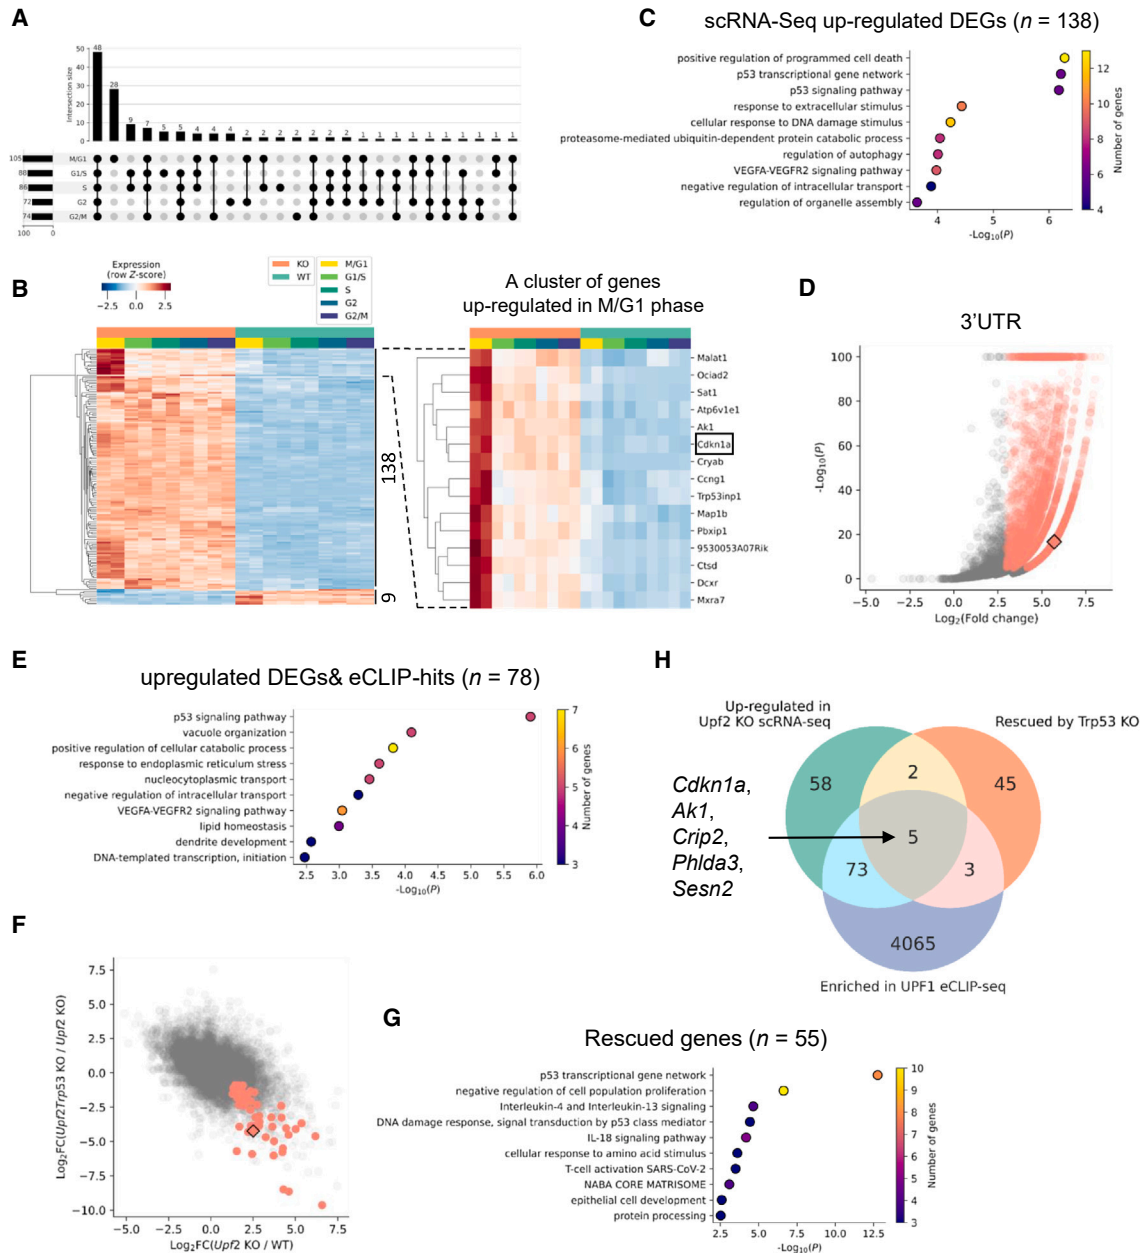 A
50
40
30
20
10
0
Intersection size
48
28
9
7
5
5
4
4
4
2
2
2
2
2
2
2
1
1
1
1
1
1
1
1
1
1
105
M/G1
G1/S
86
S
72
G2
74
G2/M
100
0
C
scRNA-Seq up-regulated DEGs (n = 138)
positive regulation of programmed cell death
p53 transcriptional gene network
p53 signaling pathway
response to extracellular stimulus
cellular response to DNA damage stimulus
proteasome-mediated ubiquitin-dependent protein catabolic process
regulation of autophagy
VEGFA-VEGFR2 signaling pathway
negative regulation of intracellular transport
regulation of organelle assembly
4
5
6
-Log10(P)
12
10
8
6
4
Number of genes
B
Expression
(row Z-score)
−2.5 0.0 2.5
KO
WT
M/G1
G1/S
S
G2
G2/M
138
9
A cluster of genes
up-regulated in M/G1 phase
Malat1
Ociad2
Sat1
Atp6v1e1
Ak1
Cdkn1a
Cryab
Ccng1
Trp53inp1
Map1b
Pbxip1
9530053A07Rik
Ctsd
Dcxr
Mxra7
D
3'UTR
100
80
60
40
20
0
-Log10(P)
−5.0 −2.5 0.0 2.5 5.0 7.5
Log2(Fold change)
E
upregulated DEGs& eCLIP-hits (n = 78)
p53 signaling pathway
vacuole organization
positive regulation of cellular catabolic process
response to endoplasmic reticulum stress
nucleocytoplasmic transport
negative regulation of intracellular transport
VEGFA-VEGFR2 signaling pathway
lipid homeostasis
dendrite development
DNA-templated transcription, initiation
2.5 3.0 3.5 4.0 4.5 5.0 5.5 6.0
-Log10(P)
7
6
5
4
3
Number of genes
H
Up-regulated in
Upf2 KO scRNA-seq
Rescued by Trp53 KO
58
2
45
5
73
3
4065
Enriched in UPF1 eCLIP-seq
Cdkn1a,
Ak1,
Crip2,
Phlda3,
Sesn2
F
7.5
5.0
2.5
0.0
−2.5
−5.0
−7.5
−10.0
Log2FC(Upf2Trp53 KO / Upf2 KO)
−5.0 −2.5 0.0 2.5 5.0 7.5
Log2FC(Upf2 KO / WT)
G
Rescued genes (n = 55)
p53 transcriptional gene network
negative regulation of cell population proliferation
Interleukin-4 and Interleukin-13 signaling
DNA damage response, signal transduction by p53 class mediator
IL-18 signaling pathway
cellular response to amino acid stimulus
T-cell activation SARS-CoV-2
NABA CORE MATRISOME
epithelial cell development
protein processing
2.5 5.0 7.5 10.0 12.5
-Log10(P)
10
9
8
7
6
5
4
3
Number of genes